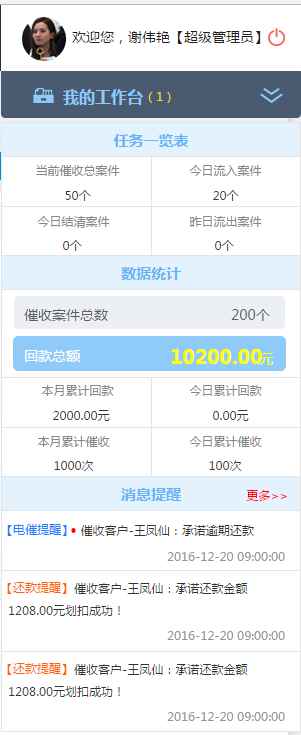 欢迎您，谢伟艳【超级管理员】
我的工作台（1）
任务一览表
当前催收总案件 今日流入案件
50个 20个
今日结清案件 昨日流出案件
0个 0个
数据统计
催收案件总数 200个
回款总额 10200.00元
本月累计回款 今日累计回款
2000.00元 0.00元
本月累计催收 今日累计催收
1000次 100次
消息提醒 更多>>
【电催提醒】• 催收客户-王凤仙：承诺逾期还款
2016-12-20 09:00:00
【还款提醒】催收客户-王凤仙：承诺还款金额
1208.00元划扣成功！
2016-12-20 09:00:00
【还款提醒】催收客户-王凤仙：承诺还款金额
1208.00元划扣成功！
2016-12-20 09:00:00